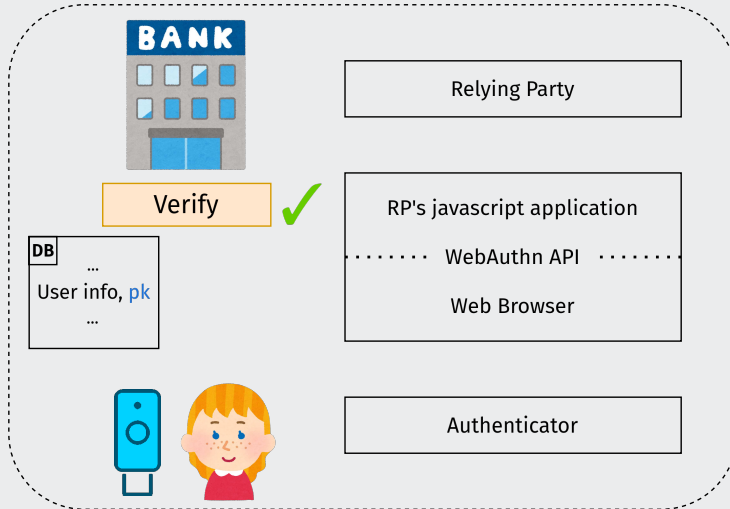 BANK
Relying Party
Verify
RP's javascript application
WebAuthn API
Web Browser
DB
...
User info, pk
...
Authenticator